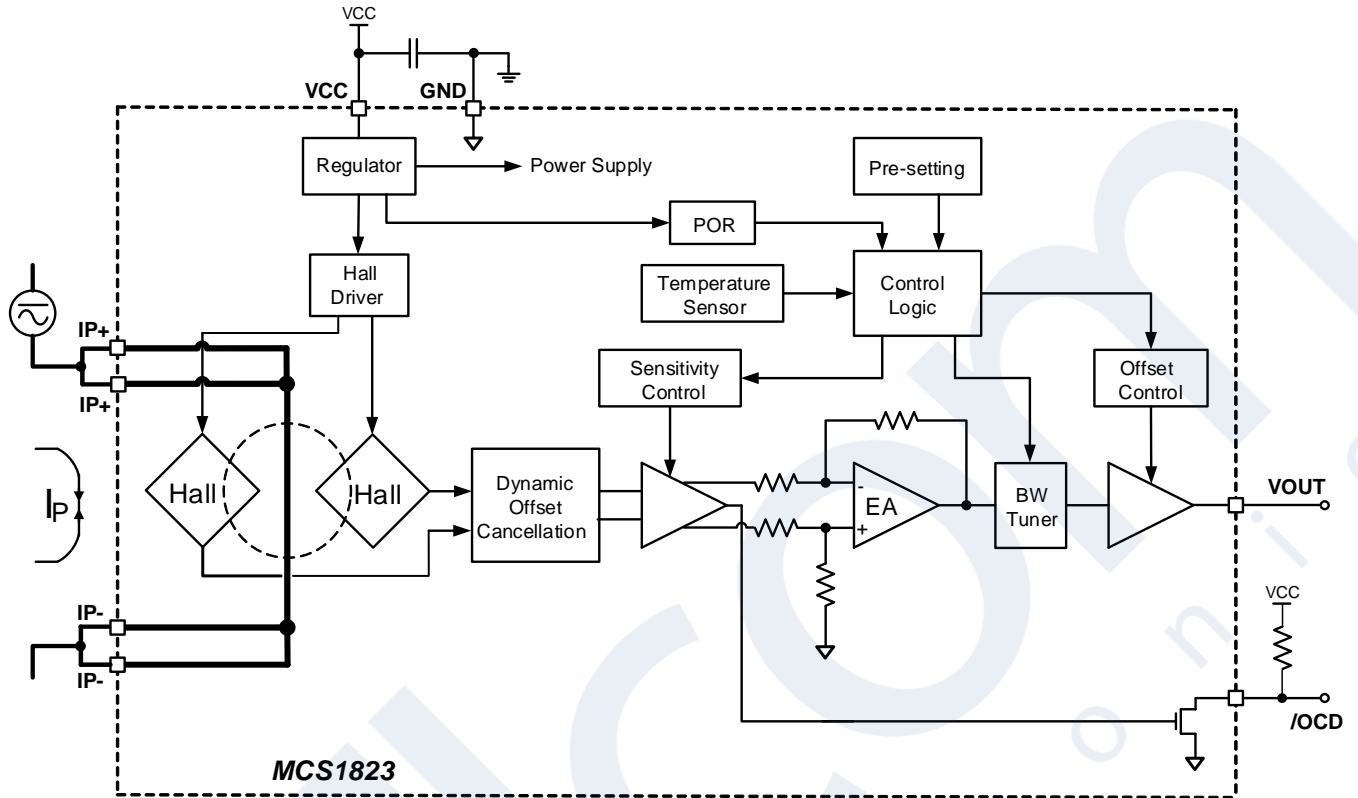 VCC
VCC
GND
Regulator
Power Supply
Pre-setting
POR
Hall
Driver
Temperature
Sensor
Control
Logic
IP+
IP+
Sensitivity
Control
Offset
Control
IP
Hall
Hall
Dynamic
Offset
Cancellation
-
EA
+
BW
Tuner
VOUT
IP-
IP-
VCC
/OCD
MCS1823